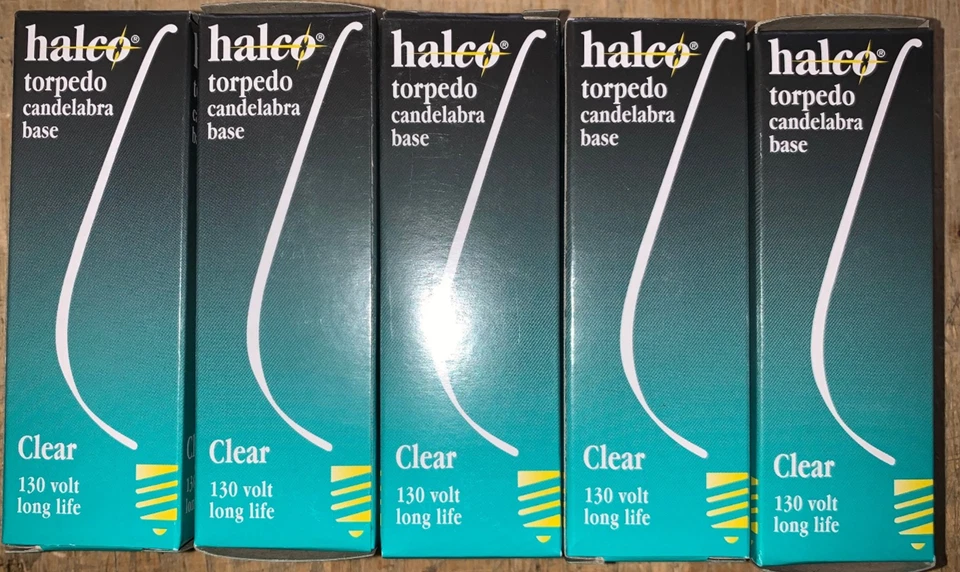 halco®
torpedo
candelabra
base
Clear
130 volt
long life
halco®
torpedo
candelabra
base
Clear
130 volt
long life
halco®
torpedo
candelabra
base
Clear
130 volt
long life
halco®
torpedo
candelabra
base
Clear
130 volt
long life
halco®
torpedo
candelabra
base
Clear
130 volt
long life